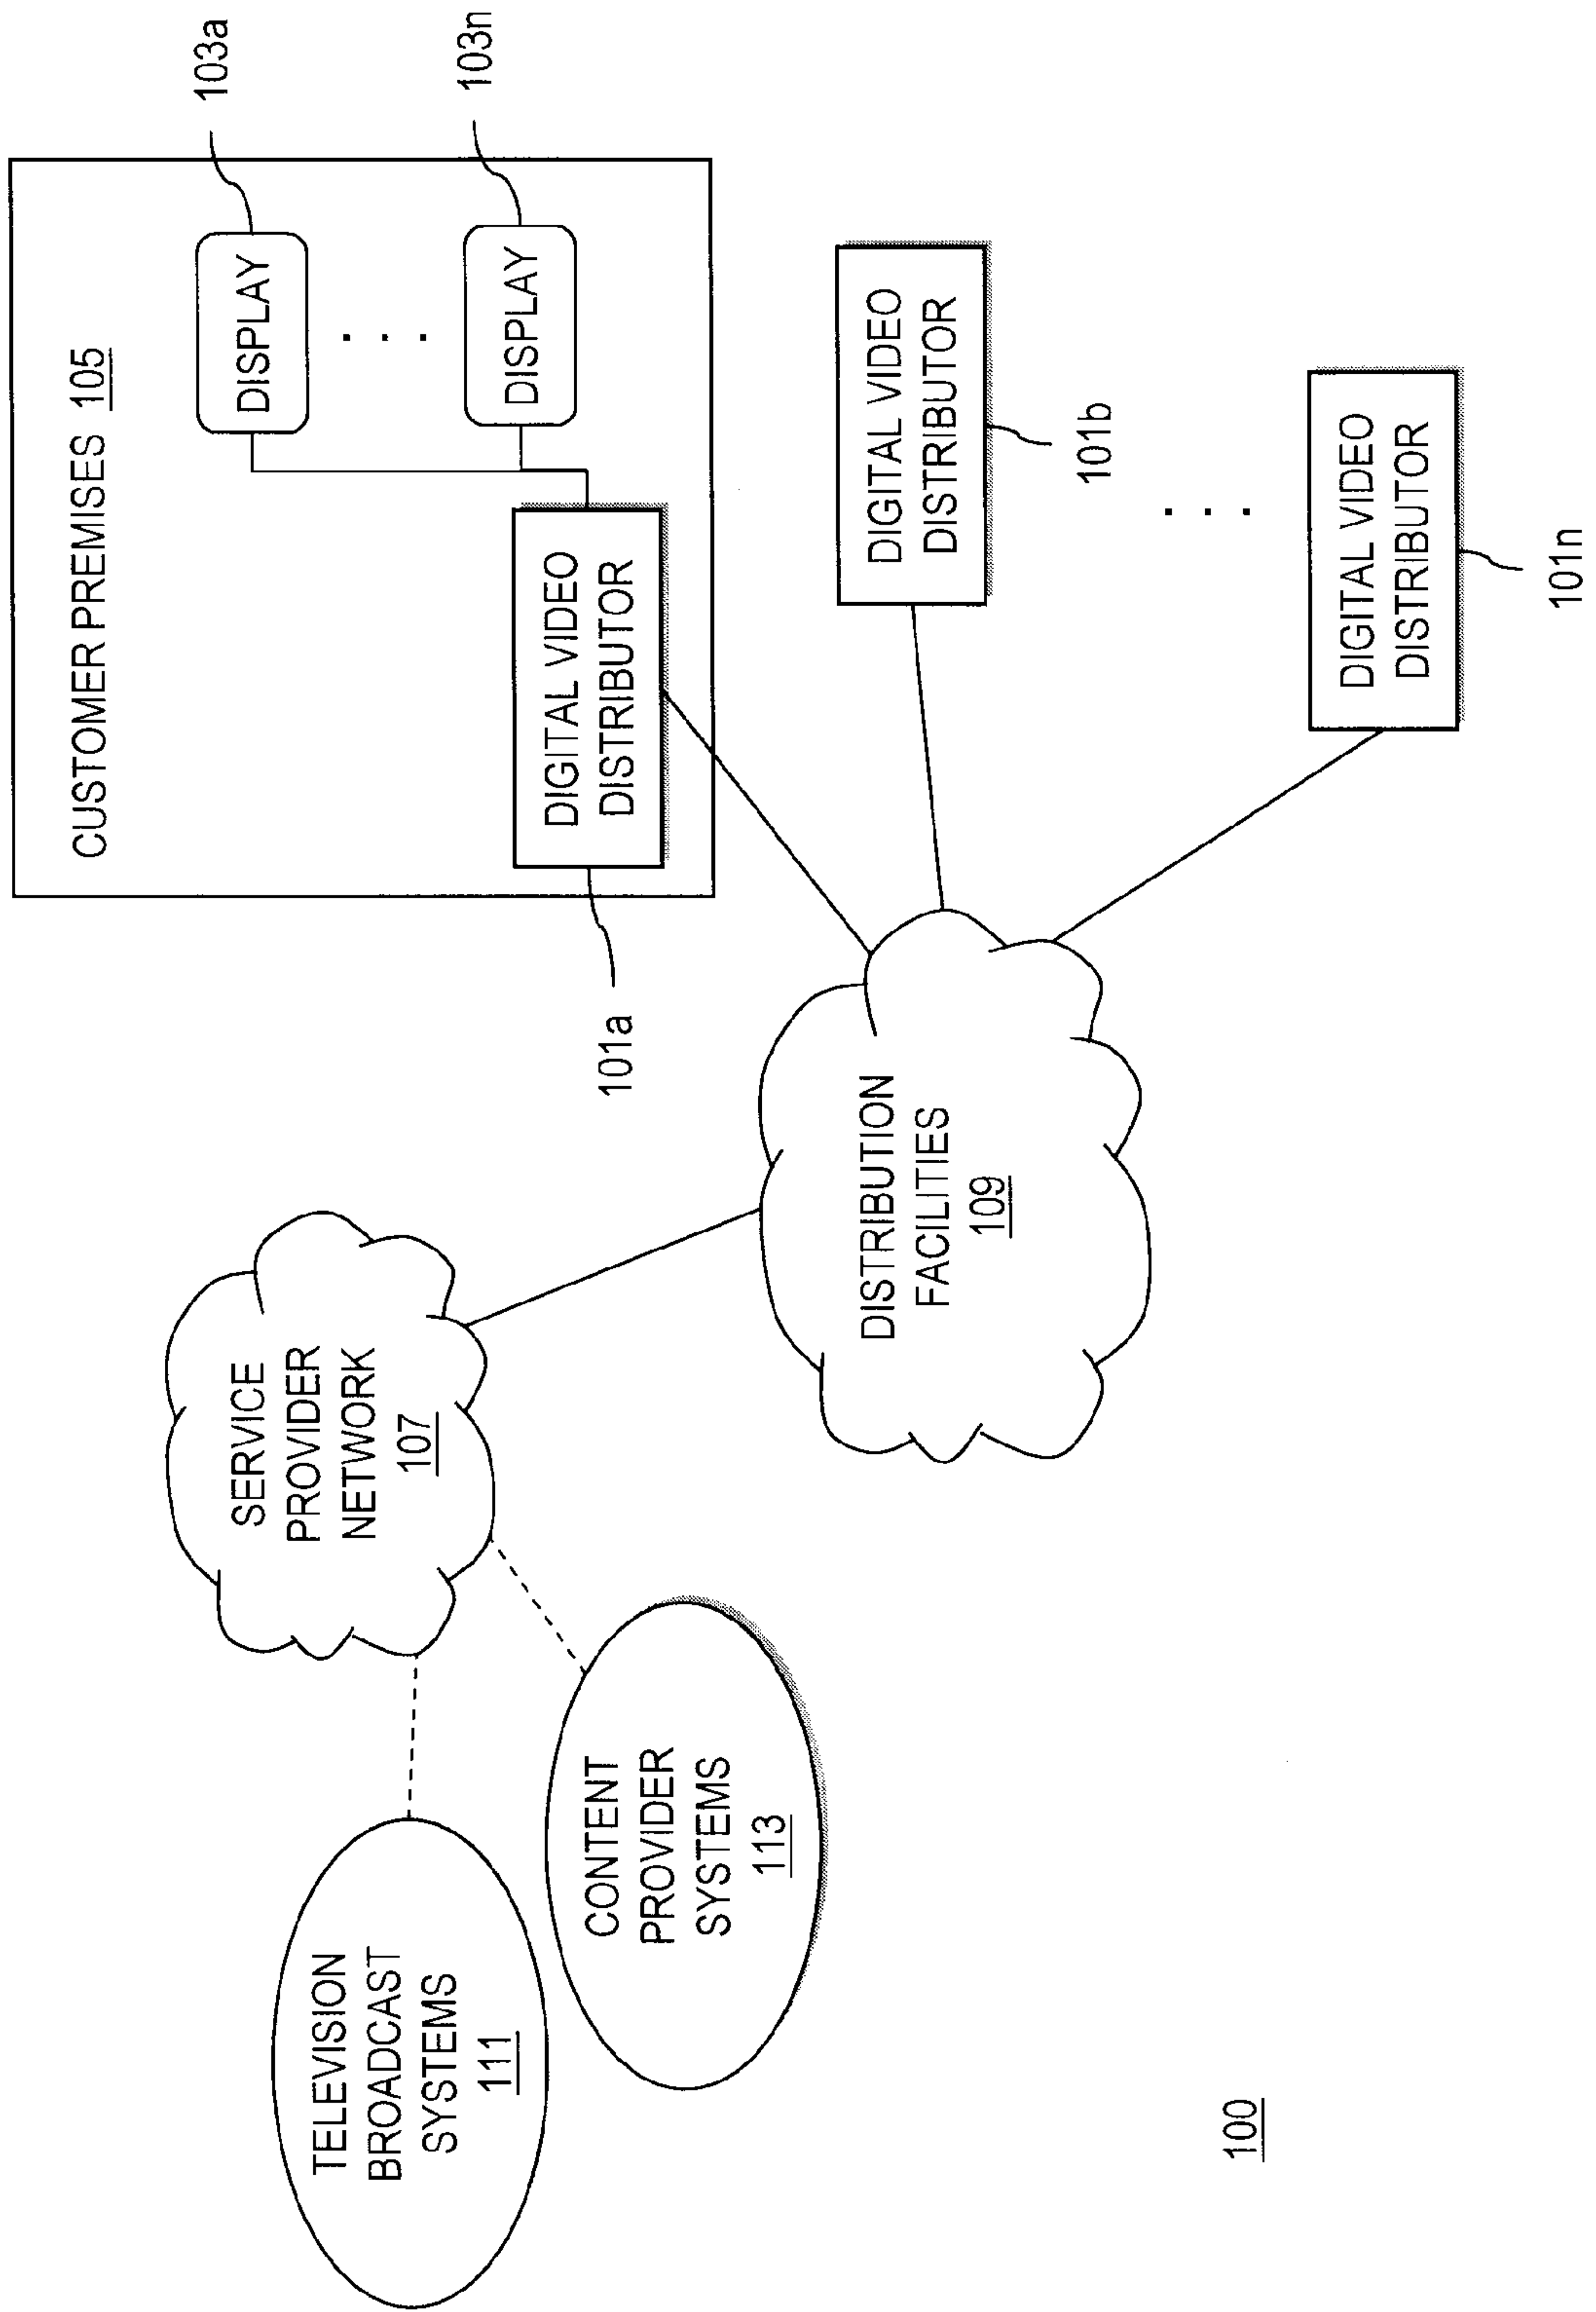 TELEVISION
BROADCAST
SYSTEMS
111
CONTENT
PROVIDER
SYSTEMS
113
SERVICE
PROVIDER
NETWORK
107
DISTRIBUTION
FACILITIES
109
CUSTOMER PREMISES 105
DISPLAY
103a
. . .
DISPLAY
103n
DIGITAL VIDEO
DISTRIBUTOR
101a
DIGITAL VIDEO
DISTRIBUTOR
101b
. . .
DIGITAL VIDEO
DISTRIBUTOR
101n
100